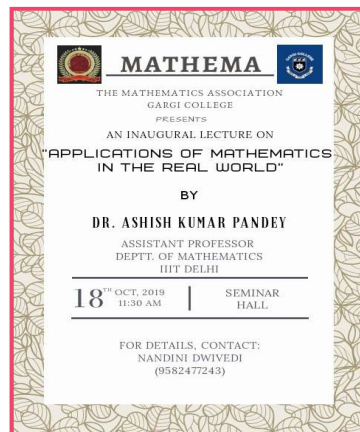 MATHEMA
THE MATHEMATICS ASSOCIATION
GARGI COLLEGE
PRESENTS
AN INAUGURAL LECTURE ON
"APPLICATIONS OF MATHEMATICS
IN THE REAL WORLD"
BY
DR. ASHISH KUMAR PANDEY
ASSISTANT PROFESSOR
DEPTT. OF MATHEMATICS
IIIT DELHI
18TH OCT, 2019
11:30 AM
SEMINAR
HALL
FOR DETAILS, CONTACT:
NANDINI DWIVEDI
(9582477243)